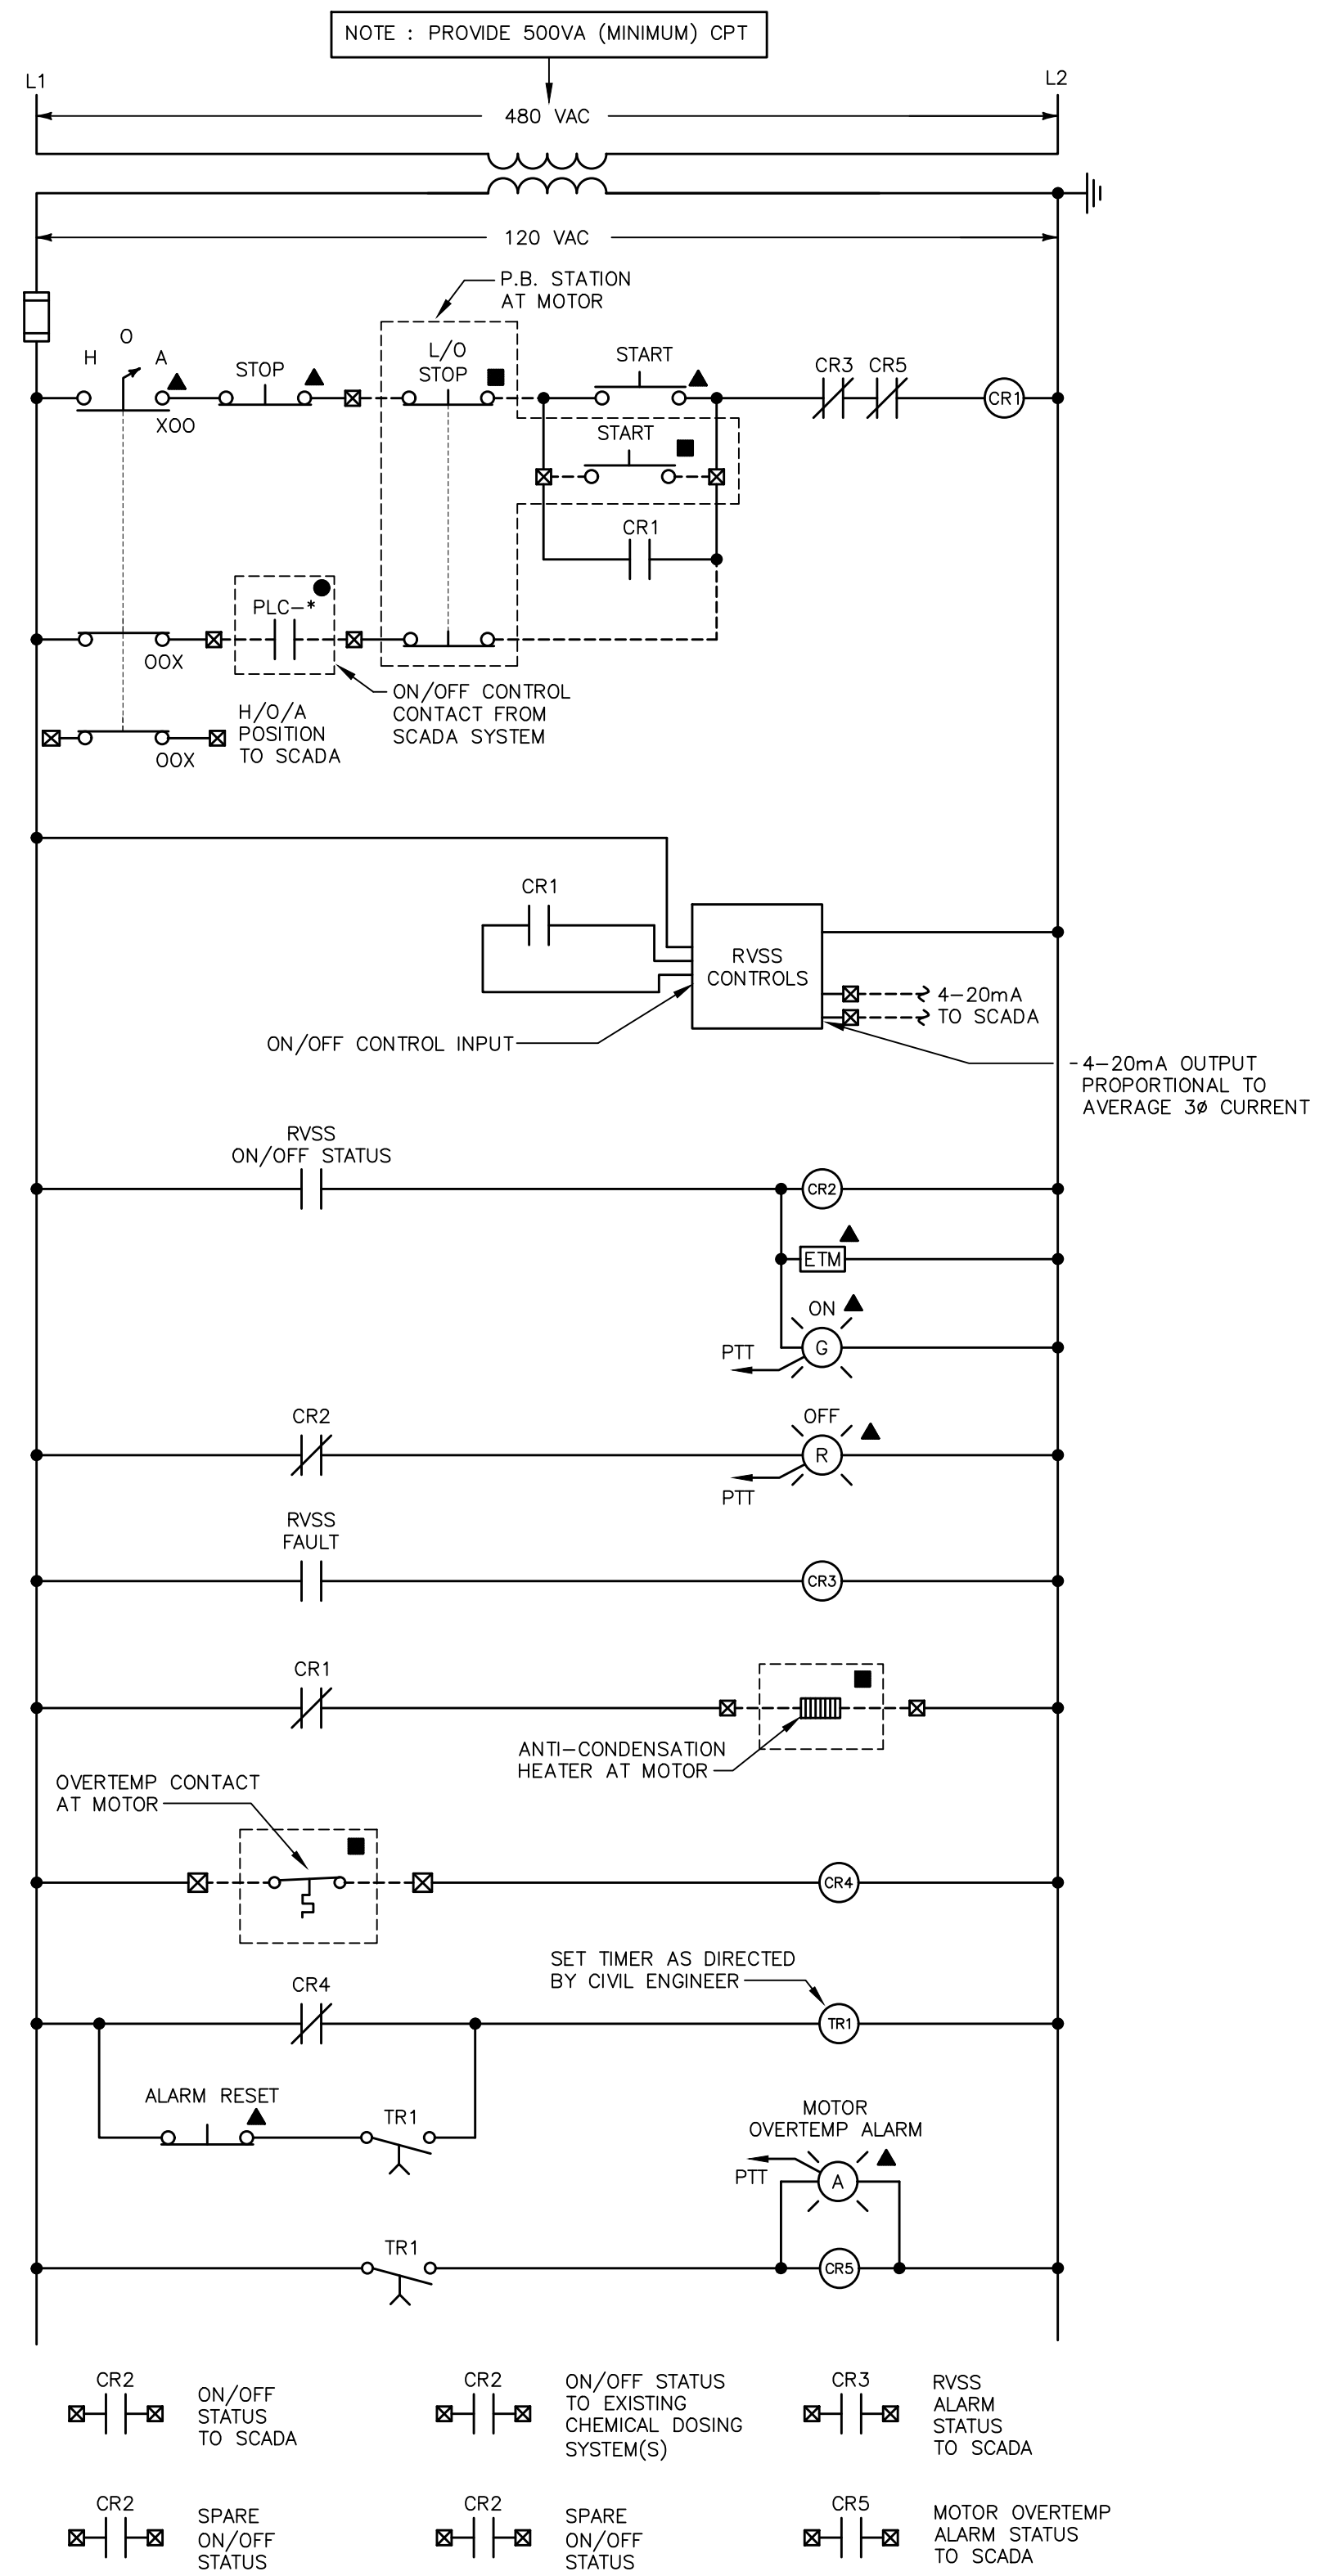 NOTE : PROVIDE 500VA (MINIMUM) CPT
L1
L2
480 VAC
120 VAC
P.B. STATION
AT MOTOR
H
O
A
XOO
STOP
L/O
STOP
START
START
CR1
CR3
CR5
CR1
OOX
PLC-*
ON/OFF CONTROL
CONTACT FROM
SCADA SYSTEM
OOX
H/O/A
POSITION
TO SCADA
CR1
RVSS
CONTROLS
4-20mA
TO SCADA
ON/OFF CONTROL INPUT
4-20mA OUTPUT
PROPORTIONAL TO
AVERAGE 3ø CURRENT
RVSS
ON/OFF STATUS
CR2
ETM
ON
G
PTT
CR2
OFF
R
PTT
RVSS
FAULT
CR3
CR1
ANTI-CONDENSATION
HEATER AT MOTOR
OVERTEMP CONTACT
AT MOTOR
CR4
SET TIMER AS DIRECTED
BY CIVIL ENGINEER
CR4
TR1
ALARM RESET
TR1
MOTOR
OVERTEMP ALARM
PTT
A
TR1
CR5
CR2
ON/OFF
STATUS
TO SCADA
CR2
ON/OFF STATUS
TO EXISTING
CHEMICAL DOSING
SYSTEM(S)
CR3
RVSS
ALARM
STATUS
TO SCADA
CR2
SPARE
ON/OFF
STATUS
CR2
SPARE
ON/OFF
STATUS
CR5
MOTOR OVERTEMP
ALARM STATUS
TO SCADA